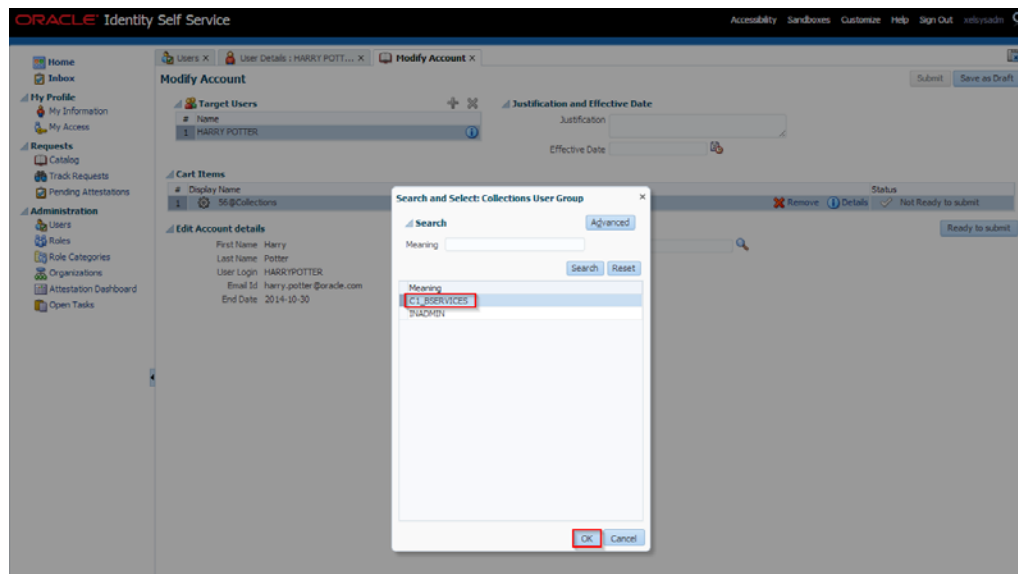 ORACLE Identity Self Service
Accessibility Sandboxes Customize Help Sign Out xelsysadm
Home
Inbox
My Profile
My Information
My Access
Requests
Catalog
Track Requests
Pending Attestations
Administration
Users
Roles
Role Categories
Organizations
Attestation Dashboard
Open Tasks
Users × User Details : HARRY POTT... × Modify Account ×
Modify Account
Submit Save as Draft
Target Users
# Name
1 HARRY POTTER
Justification and Effective Date
Justification
Effective Date
Cart Items
# Display Name Status
1 56@Collections Remove Details Not Ready to submit
Edit Account details
Ready to submit
First Name Harry
Last Name Potter
User Login HARRYPOTTER
Email Id harry.potter@oracle.com
End Date 2014-10-30
Search and Select: Collections User Group ×
Search Advanced
Meaning
Search Reset
Meaning
C1_BSERVICES
INADMIN
OK Cancel